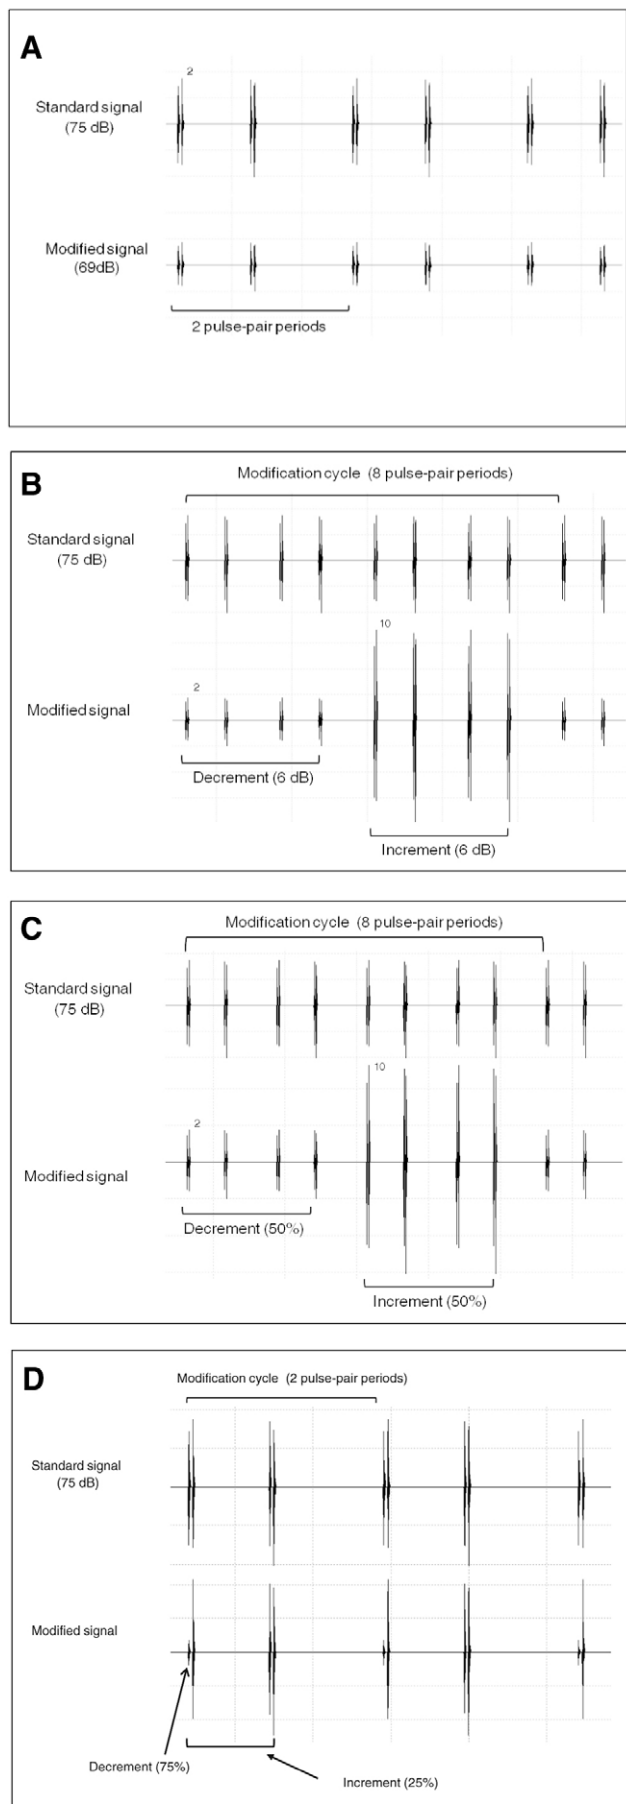 A
2
Standard signal
(75 dB)
Modified signal
(69dB)
2 pulse-pair periods
B
Modification cycle (8 pulse-pair periods)
Standard signal
(75 dB)
10
2
Modified signal
Decrement (6 dB)
Increment (6 dB)
C
Modification cycle (8 pulse-pair periods)
Standard signal
(75 dB)
10
2
Modified signal
Decrement (50%)
Increment (50%)
D
Modification cycle (2 pulse-pair periods)
Standard signal
(75 dB)
Modified signal
Decrement (75%)
Increment (25%)